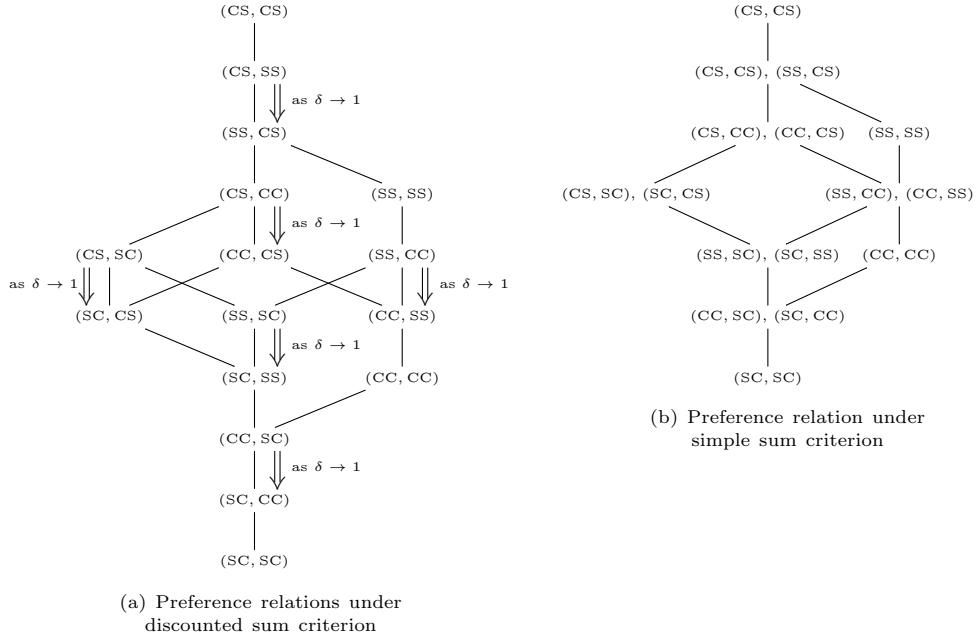 (CS, CS)
(CS, SS)
as δ → 1
(SS, CS)
(CS, CC)
(SS, SS)
as δ → 1
(CS, SC)
(CC, CS)
(SS, CC)
as δ → 1
as δ → 1
(SC, CS)
(SS, SC)
(CC, SS)
as δ → 1
(SC, SS)
(CC, CC)
(CC, SC)
as δ → 1
(SC, CC)
(SC, SC)
(a) Preference relations under
discounted sum criterion
(CS, CS)
(CS, CS), (SS, CS)
(CS, CC), (CC, CS)
(SS, SS)
(CS, SC), (SC, CS)
(SS, CC), (CC, SS)
(SS, SC), (SC, SS)
(CC, CC)
(CC, SC), (SC, CC)
(SC, SC)
(b) Preference relation under
simple sum criterion